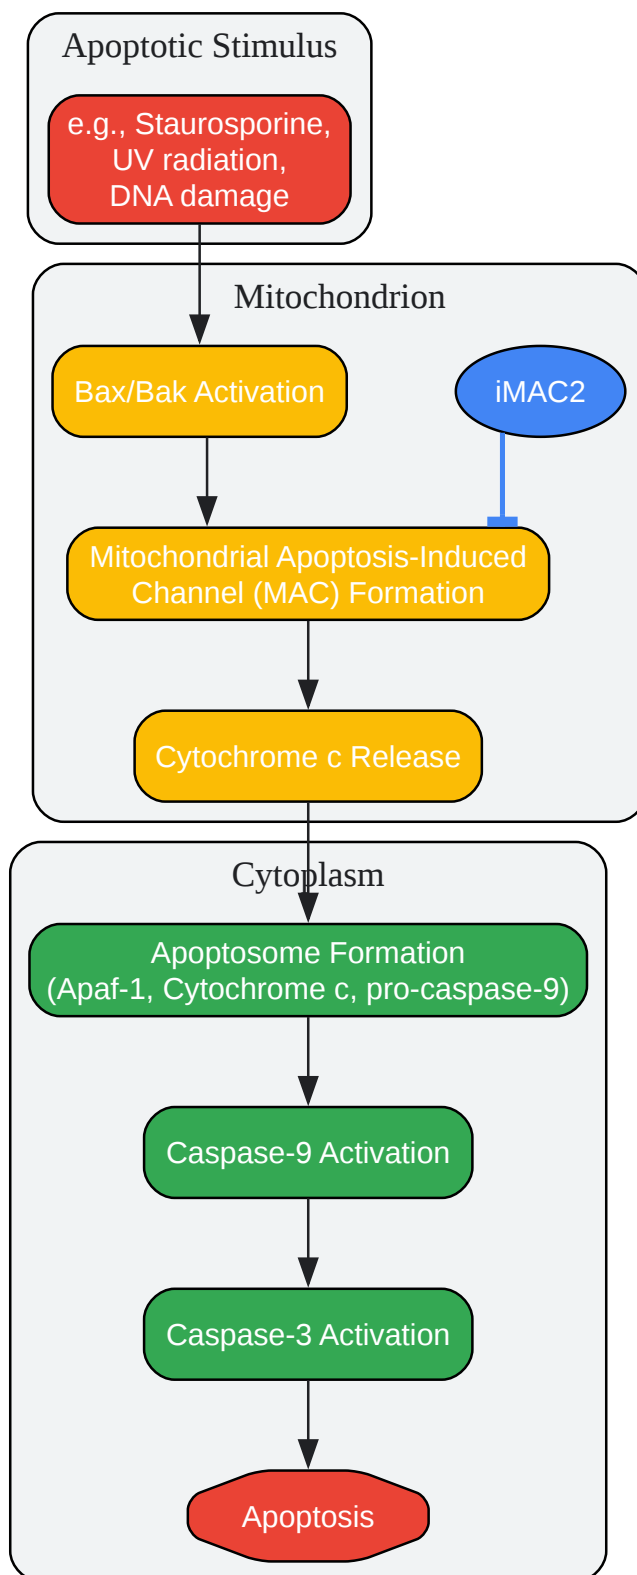 Apoptotic Stimulus
e.g., Staurosporine,
UV radiation,
DNA damage
Mitochondrion
Bax/Bak Activation
iMAC2
Mitochondrial Apoptosis-Induced
Channel (MAC) Formation
Cytochrome c Release
Cytoplasm
Apoptosome Formation
(Apaf-1, Cytochrome c, pro-caspase-9)
Caspase-9 Activation
Caspase-3 Activation
Apoptosis